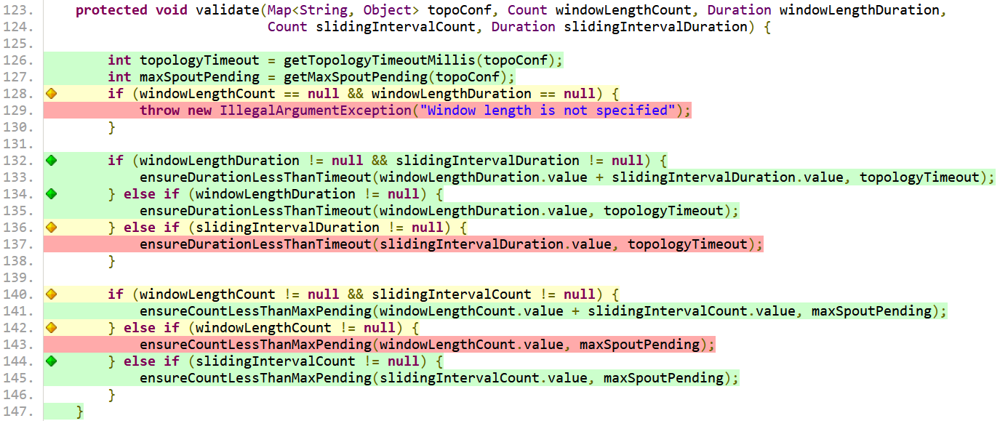 123.    protected void validate(Map<String, Object> topoConf, Count windowLengthCount, Duration windowLengthDuration,
124.                            Count slidingIntervalCount, Duration slidingIntervalDuration) {
125.
126.        int topologyTimeout = getTopologyTimeoutMillis(topoConf);
127.        int maxSpoutPending = getMaxSpoutPending(topoConf);
128.        if (windowLengthCount == null && windowLengthDuration == null) {
129.            throw new IllegalArgumentException("Window length is not specified");
130.        }
131.
132.        if (windowLengthDuration != null && slidingIntervalDuration != null) {
133.            ensureDurationLessThanTimeout(windowLengthDuration.value + slidingIntervalDuration.value, topologyTimeout);
134.        } else if (windowLengthDuration != null) {
135.            ensureDurationLessThanTimeout(windowLengthDuration.value, topologyTimeout);
136.        } else if (slidingIntervalDuration != null) {
137.            ensureDurationLessThanTimeout(slidingIntervalDuration.value, topologyTimeout);
138.        }
139.
140.        if (windowLengthCount != null && slidingIntervalCount != null) {
141.            ensureCountLessThanMaxPending(windowLengthCount.value + slidingIntervalCount.value, maxSpoutPending);
142.        } else if (windowLengthCount != null) {
143.            ensureCountLessThanMaxPending(windowLengthCount.value, maxSpoutPending);
144.        } else if (slidingIntervalCount != null) {
145.            ensureCountLessThanMaxPending(slidingIntervalCount.value, maxSpoutPending);
146.        }
147.    }